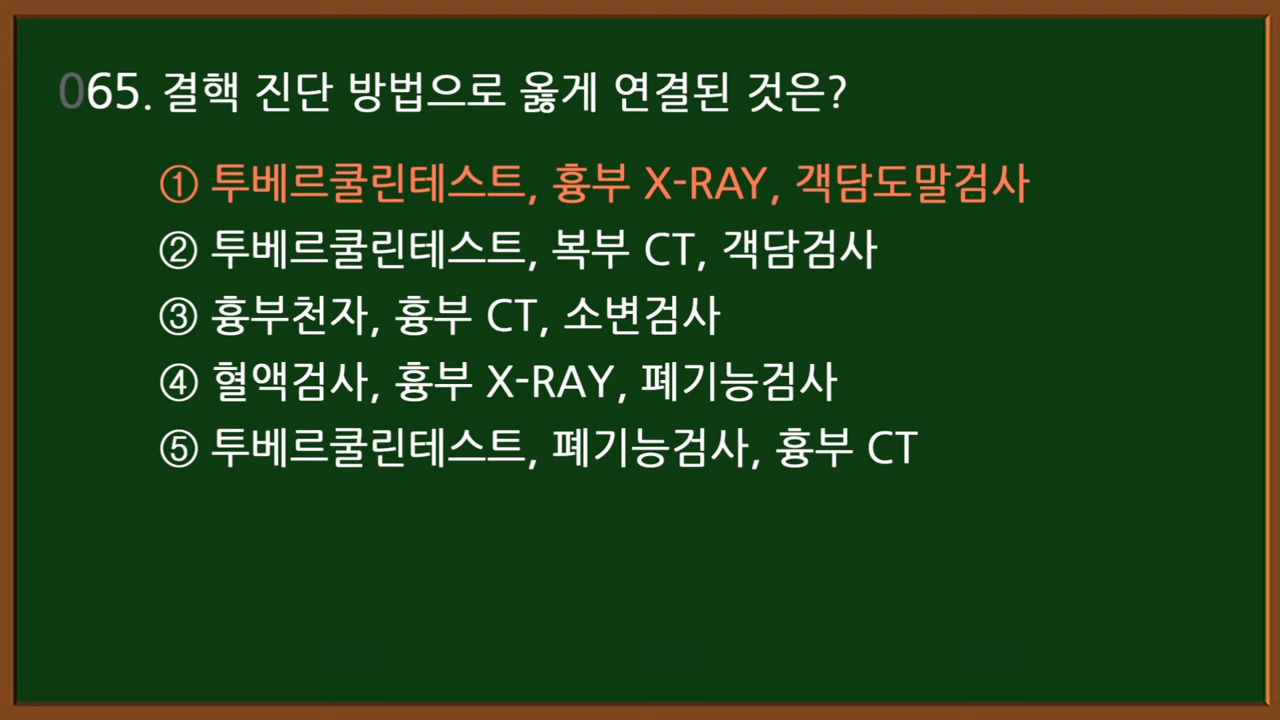 065. 결핵 진단 방법으로 옳게 연결된 것은?
① 투베르쿨린테스트, 흉부 X-RAY, 객담도말검사
② 투베르쿨린테스트, 복부 CT, 객담검사
③ 흉부천자, 흉부 CT, 소변검사
④ 혈액검사, 흉부 X-RAY, 폐기능검사
⑤ 투베르쿨린테스트, 폐기능검사, 흉부 CT